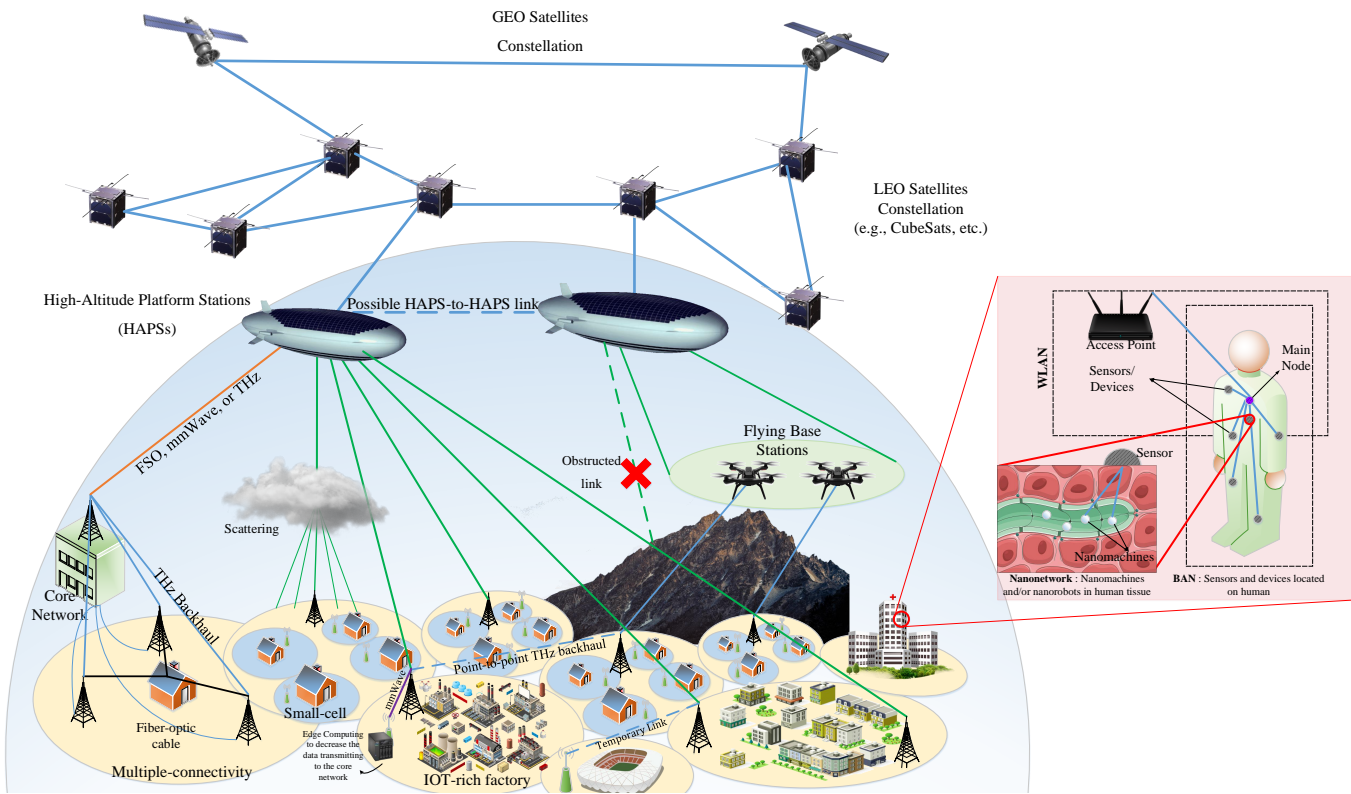 GEO Satellites
Constellation
LEO Satellites
Constellation
(e.g., CubeSats, etc.)
High-Altitude Platform Stations
(HAPSs)
Possible HAPS-to-HAPS link
FSO, mmWave, or THz
Scattering
Obstructed
link
Flying Base
Stations
Core
Network
THz Backhaul
Fiber-optic
cable
Multiple-connectivity
Small-cell
mmWave
Point-to-point THz backhaul
Edge Computing
to decrease the
data transmitting
to the core
network
IOT-rich factory
Temporary Link
WLAN
Access Point
Sensors/
Devices
Main
Node
Sensor
Nanomachines
Nanonetwork : Nanomachines
and/or nanorobots in human tissue
BAN : Sensors and devices located
on human